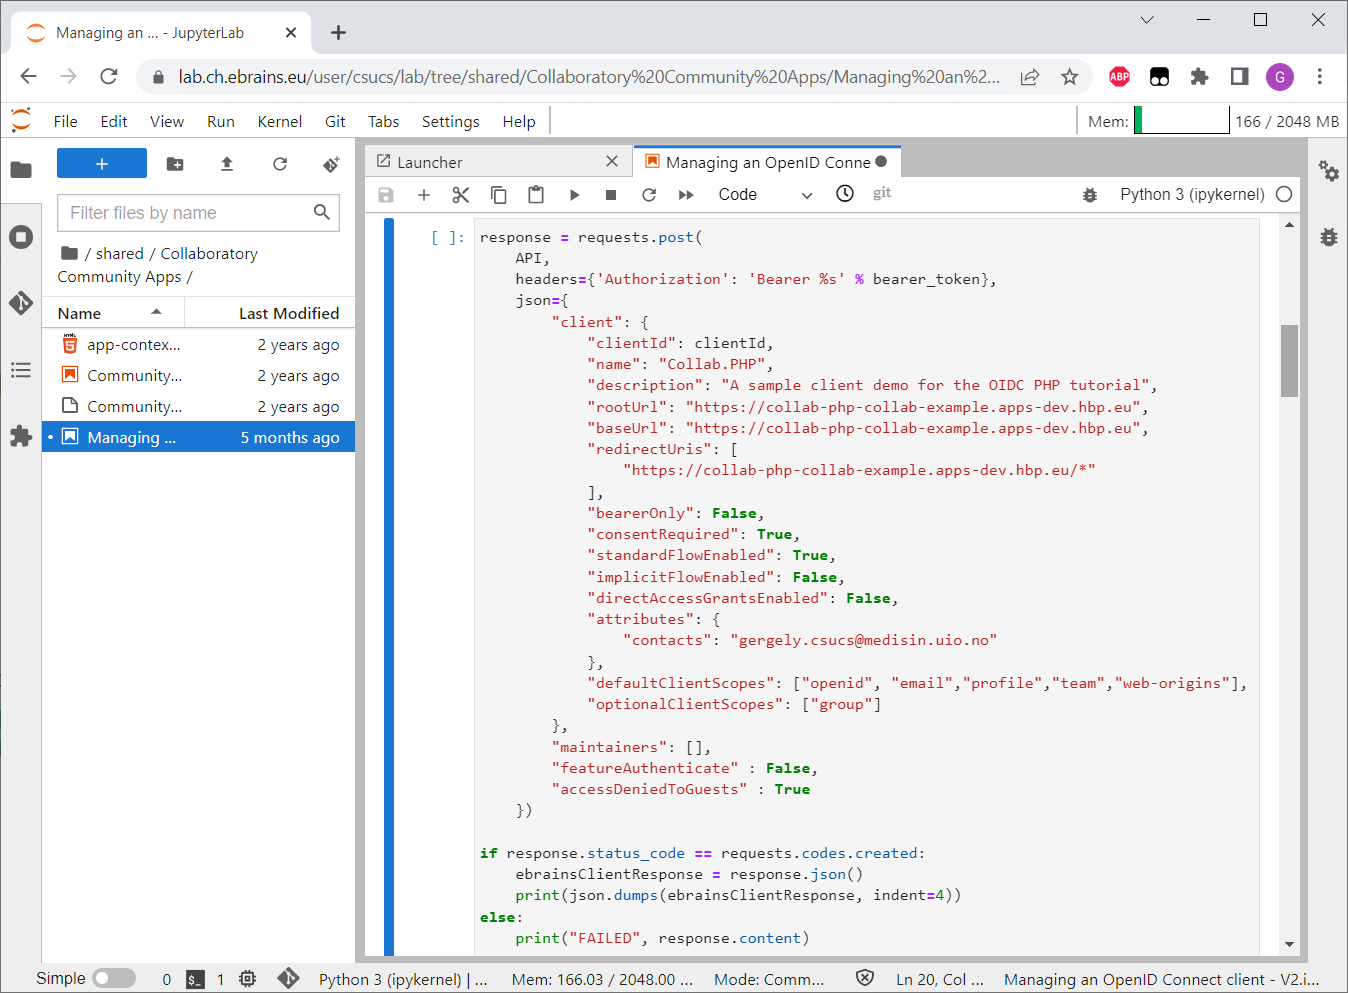 Managing an ... - JupyterLab
lab.ch.ebrains.eu/user/csucs/lab/tree/shared/Collaboratory%20Community%20Apps/Managing%20an%2...
ABP
G
File Edit View Run Kernel Git Tabs Settings Help
Mem: 166 / 2048 MB
Launcher
Managing an OpenID Conne
Code
git
Python 3 (ipykernel)
Filter files by name
/ shared / Collaboratory
Community Apps /
Name Last Modified
app-contex... 2 years ago
Community... 2 years ago
Community... 2 years ago
Managing ... 5 months ago
[ ]: response = requests.post(
API,
headers={'Authorization': 'Bearer %s' % bearer_token},
json={
"client": {
"clientId": clientId,
"name": "Collab.PHP",
"description": "A sample client demo for the OIDC PHP tutorial",
"rootUrl": "https://collab-php-collab-example.apps-dev.hbp.eu",
"baseUrl": "https://collab-php-collab-example.apps-dev.hbp.eu",
"redirectUris": [
"https://collab-php-collab-example.apps-dev.hbp.eu/*"
],
"bearerOnly": False,
"consentRequired": True,
"standardFlowEnabled": True,
"implicitFlowEnabled": False,
"directAccessGrantsEnabled": False,
"attributes": {
"contacts": "gergely.csucs@medisin.uio.no"
},
"defaultClientScopes": ["openid", "email","profile","team","web-origins"],
"optionalClientScopes": ["group"]
},
"maintainers": [],
"featureAuthenticate" : False,
"accessDeniedToGuests" : True
})
if response.status_code == requests.codes.created:
ebrainsClientResponse = response.json()
print(json.dumps(ebrainsClientResponse, indent=4))
else:
print("FAILED", response.content)
Simple 0 $_ 1 Python 3 (ipykernel) | ... Mem: 166.03 / 2048.00 ... Mode: Comm... Ln 20, Col ... Managing an OpenID Connect client - V2.i...